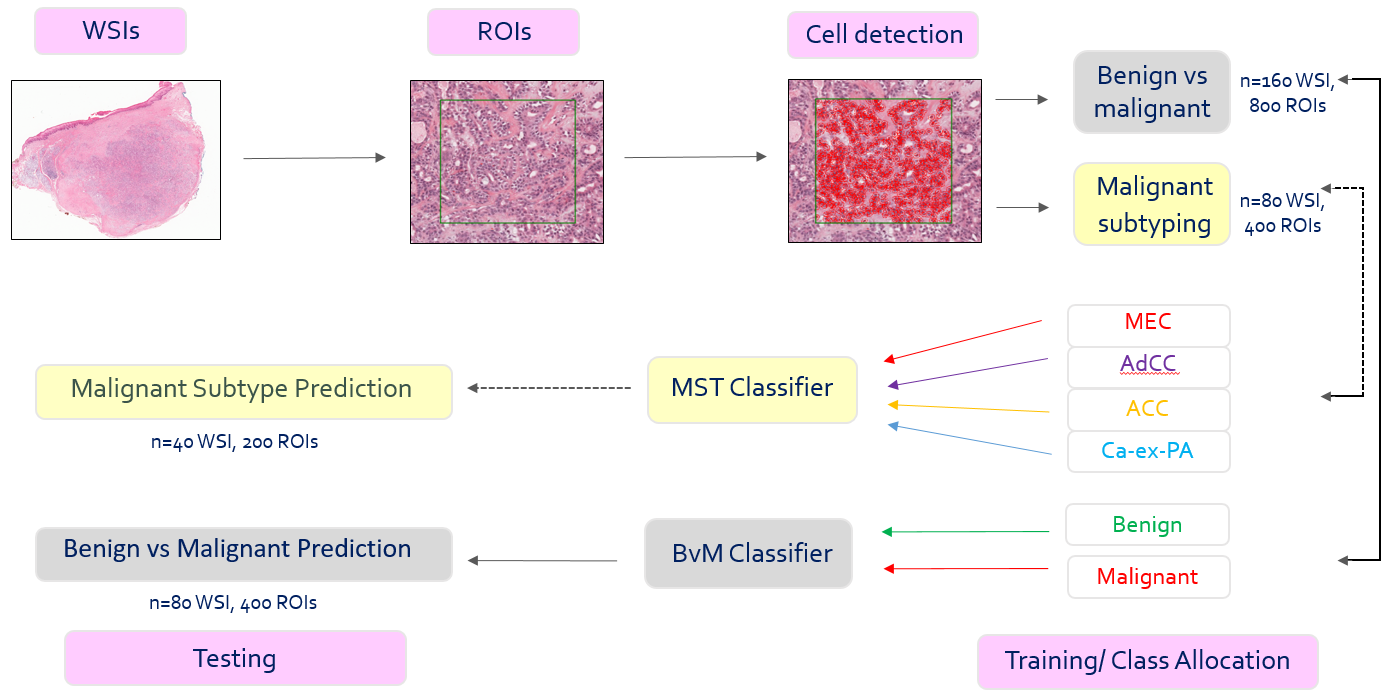 WSIs
ROIs
Cell detection
Benign vs
malignant
n=160 WSI,
800 ROIs
Malignant
subtyping
n=80 WSI,
400 ROIs
MEC
AdCC
ACC
Ca-ex-PA
MST Classifier
Malignant Subtype Prediction
n=40 WSI, 200 ROIs
Benign
Malignant
BvM Classifier
Benign vs Malignant Prediction
n=80 WSI, 400 ROIs
Testing
Training/ Class Allocation